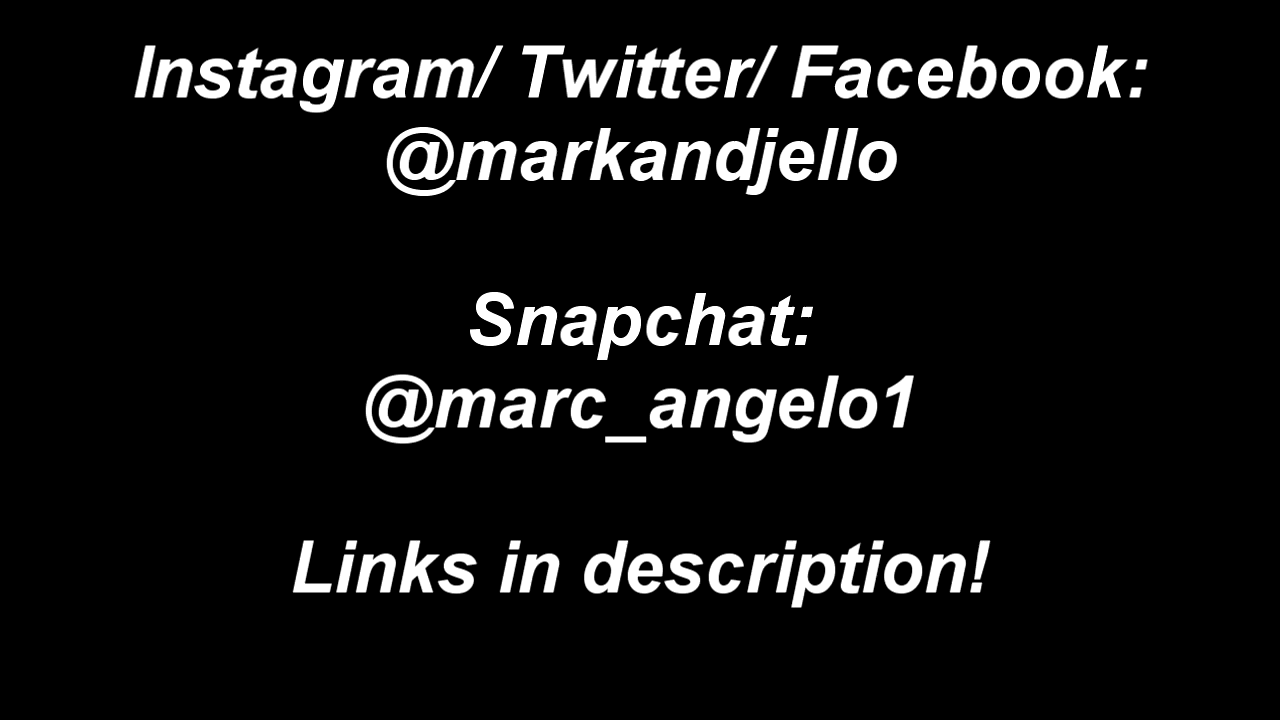 Instagram/ Twitter/ Facebook:
@markandjello
Snapchat:
@marc_angelo1
Links in description!